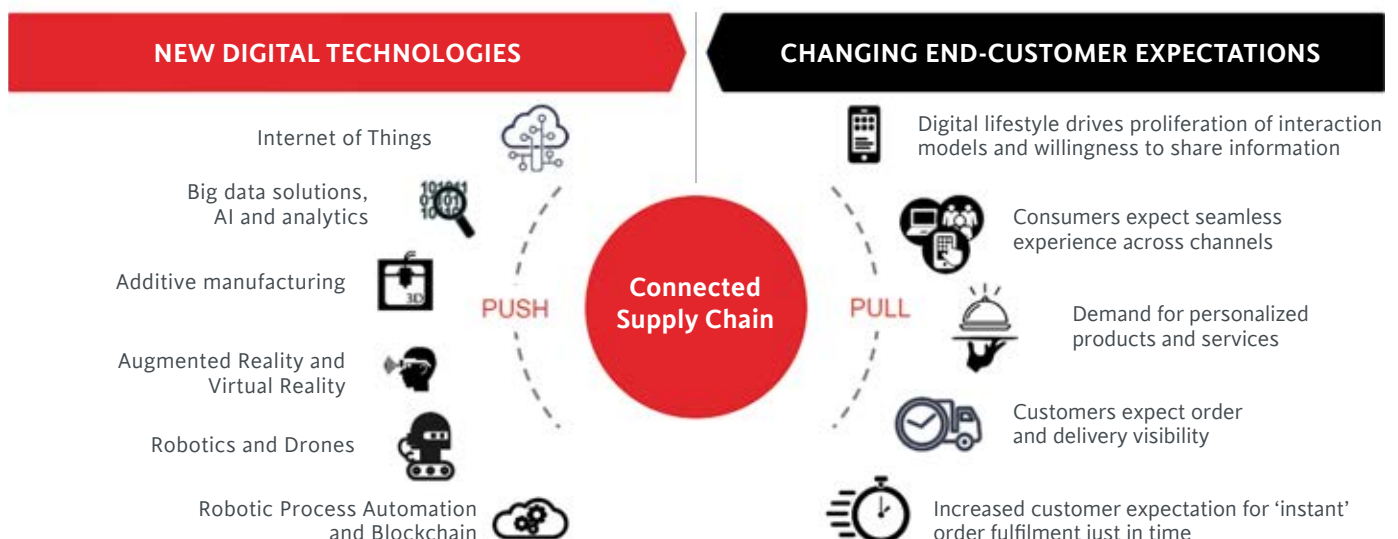 NEW DIGITAL TECHNOLOGIES
CHANGING END-CUSTOMER EXPECTATIONS
Internet of Things
Big data solutions,
AI and analytics
101011
Additive manufacturing
3D
Augmented Reality and
Virtual Reality
Robotics and Drones
Robotic Process Automation
and Blockchain
PUSH
Connected
Supply Chain
PULL
Digital lifestyle drives proliferation of interaction
models and willingness to share information
Consumers expect seamless
experience across channels
Demand for personalized
products and services
Customers expect order
and delivery visibility
Increased customer expectation for ‘instant’
order fulfilment just in time